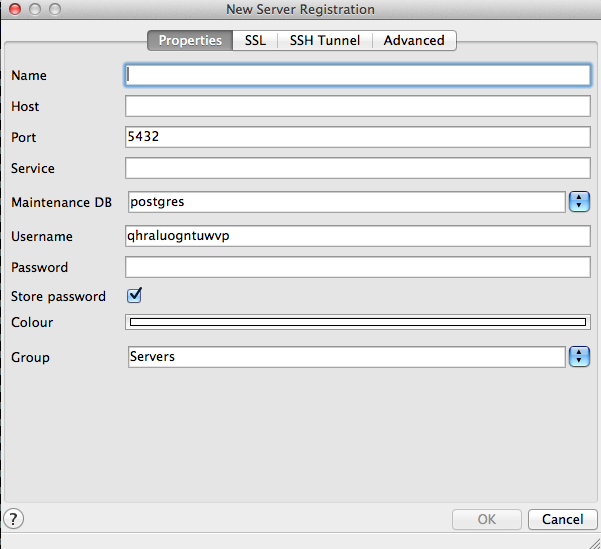 New Server Registration
Properties SSL SSH Tunnel Advanced
Name
Host
Port 5432
Service
Maintenance DB postgres
Username qhraluogntuwvp
Password
Store password
Colour
Group Servers
? OK Cancel